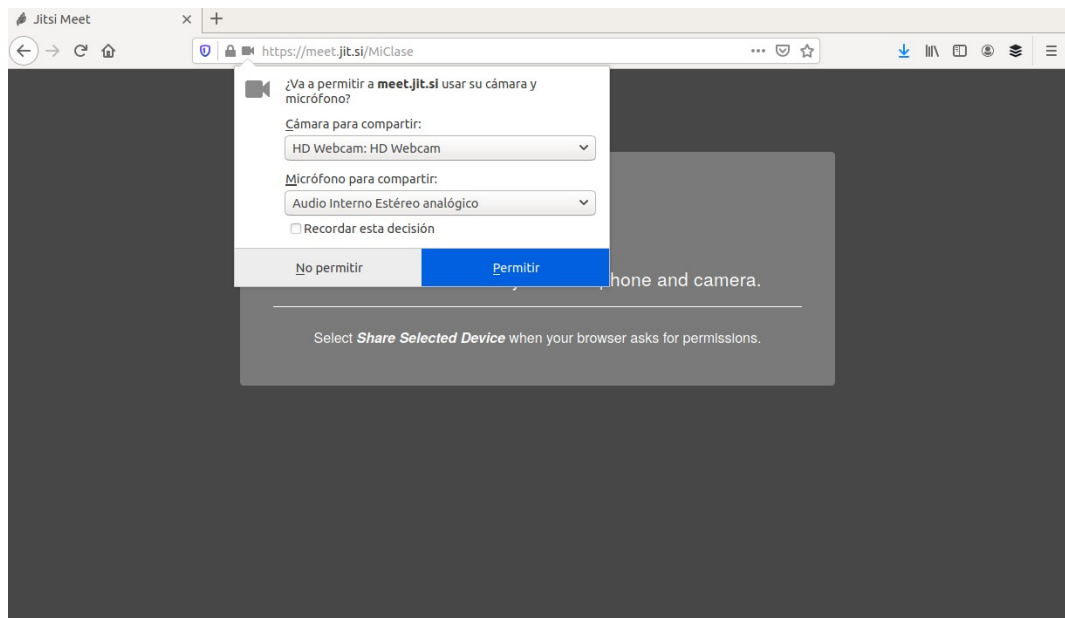 Jitsi Meet
https://meet.jit.si/MiClase
¿Va a permitir a meet.jit.si usar su cámara y
micrófono?
Cámara para compartir:
HD Webcam: HD Webcam
Micrófono para compartir:
Audio Interno Estéreo analógico
Recordar esta decisión
No permitir
Permitir
hone and camera.
Select Share Selected Device when your browser asks for permissions.